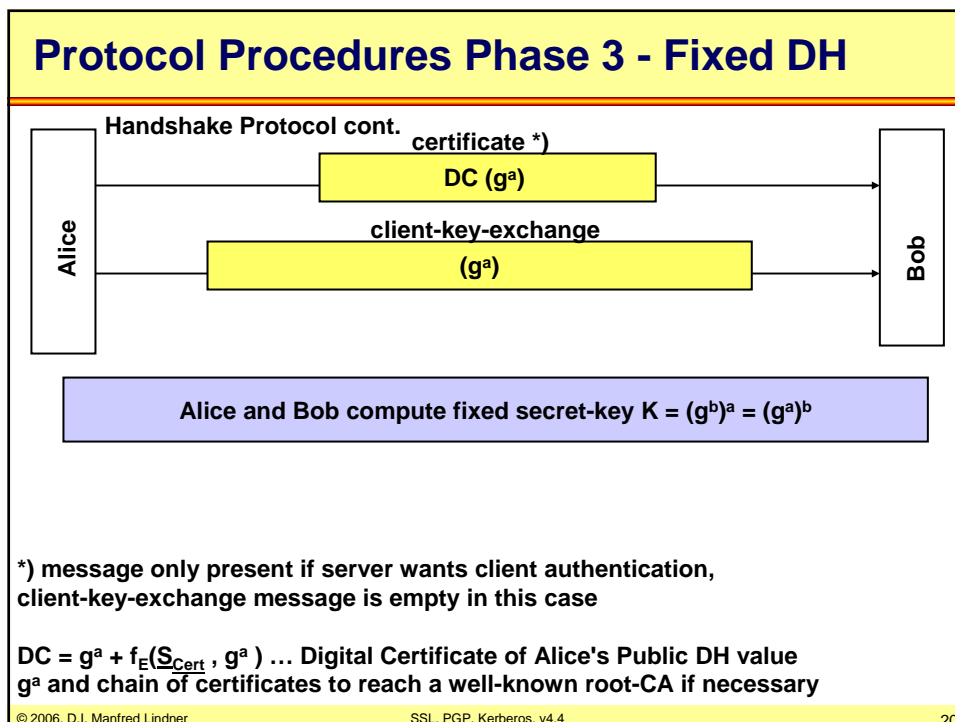 Protocol Procedures Phase 3 - Fixed DH
Handshake Protocol cont.
certificate *)
DC (gᵃ)
client-key-exchange
(gᵃ)
Alice
Bob
Alice and Bob compute fixed secret-key K = (gᵇ)ᵃ = (gᵃ)ᵇ
*) message only present if server wants client authentication,
client-key-exchange message is empty in this case
DC = gᵃ + f_E(S_Cert , gᵃ ) … Digital Certificate of Alice's Public DH value
gᵃ and chain of certificates to reach a well-known root-CA if necessary
© 2006, D.I. Manfred Lindner
SSL, PGP, Kerberos, v4.4
20